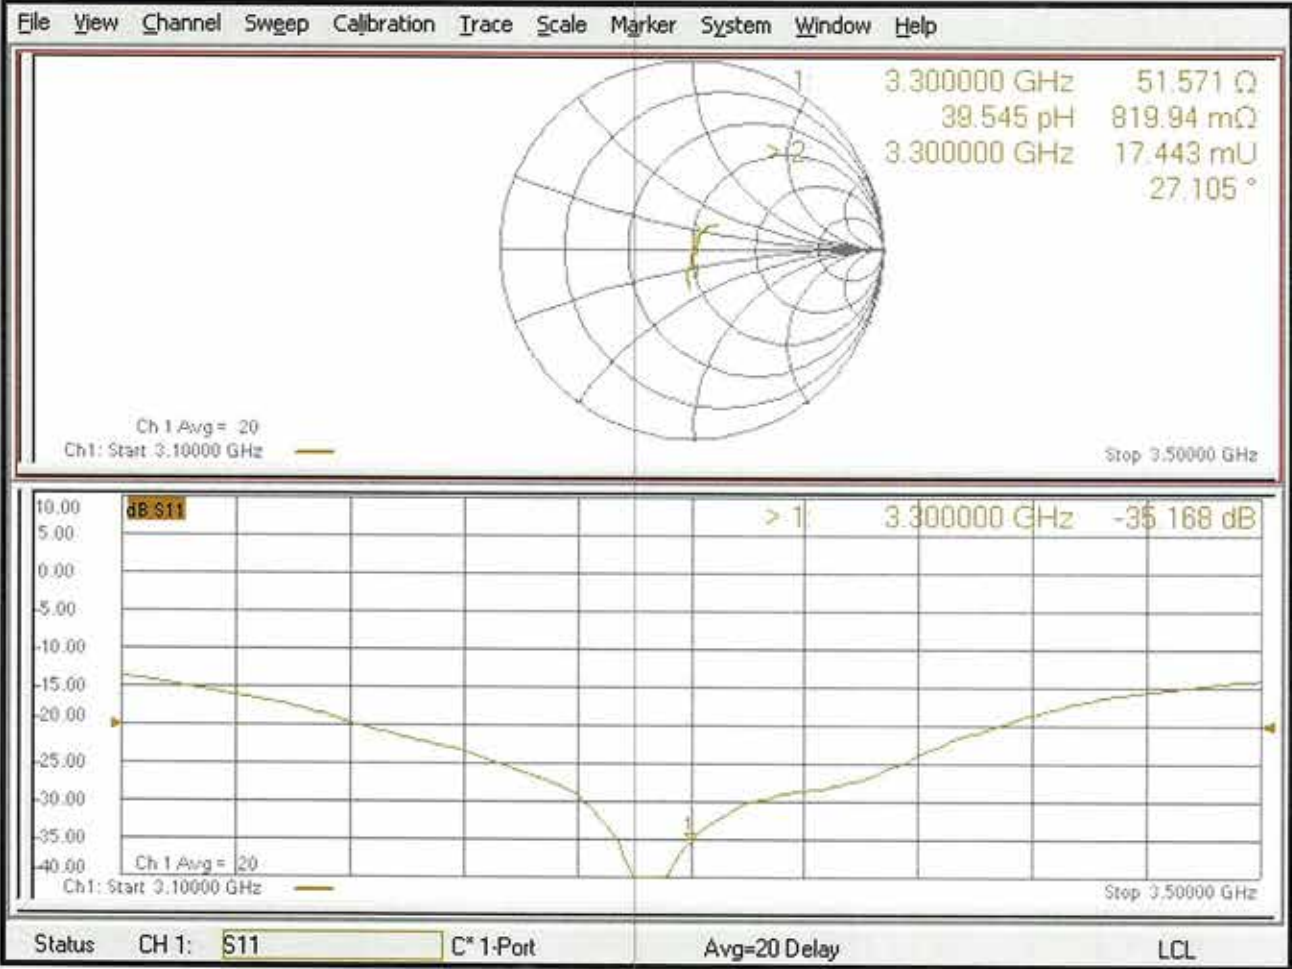 File View Channel Sweep Calibration Trace Scale Marker System Window Help
1 3.300000 GHz 51.571 Ω
39.545 pH 819.94 mΩ
> 2 3.300000 GHz 17.443 mU
27.105 °
Ch 1 Avg = 20
Ch1: Start 3.10000 GHz
Stop 3.50000 GHz
10.00
dB S11
> 1: 3.300000 GHz -35.168 dB
5.00
0.00
-5.00
-10.00
-15.00
-20.00
-25.00
-30.00
1
-35.00
-40.00
Ch 1 Avg = 20
Ch1: Start 3.10000 GHz
Stop 3.50000 GHz
Status CH 1: S11 C* 1-Port Avg=20 Delay LCL